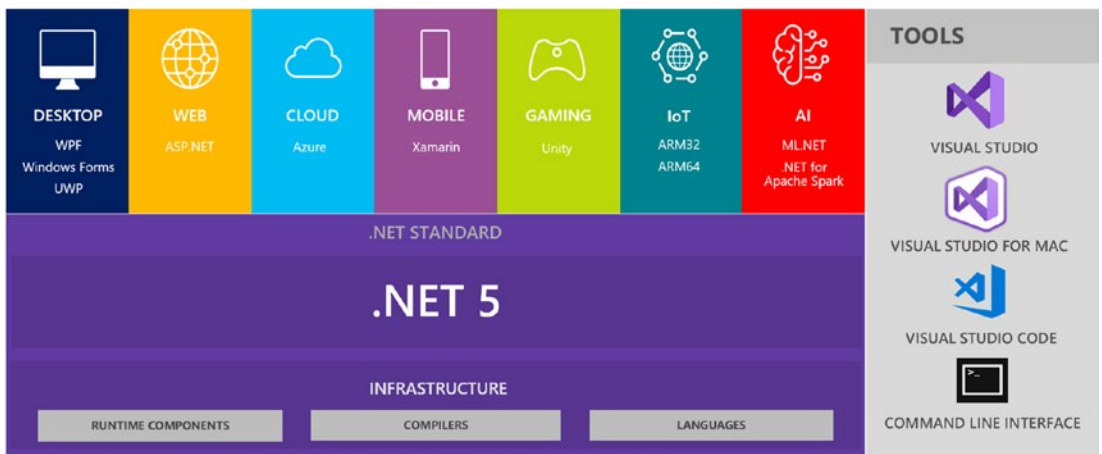 DESKTOP
WPF
Windows Forms
UWP
WEB
ASP.NET
CLOUD
Azure
MOBILE
Xamarin
GAMING
Unity
IoT
ARM32
ARM64
AI
ML.NET
.NET for
Apache Spark
.NET STANDARD
.NET 5
INFRASTRUCTURE
RUNTIME COMPONENTS
COMPILERS
LANGUAGES
TOOLS
VISUAL STUDIO
VISUAL STUDIO FOR MAC
VISUAL STUDIO CODE
>_
COMMAND LINE INTERFACE